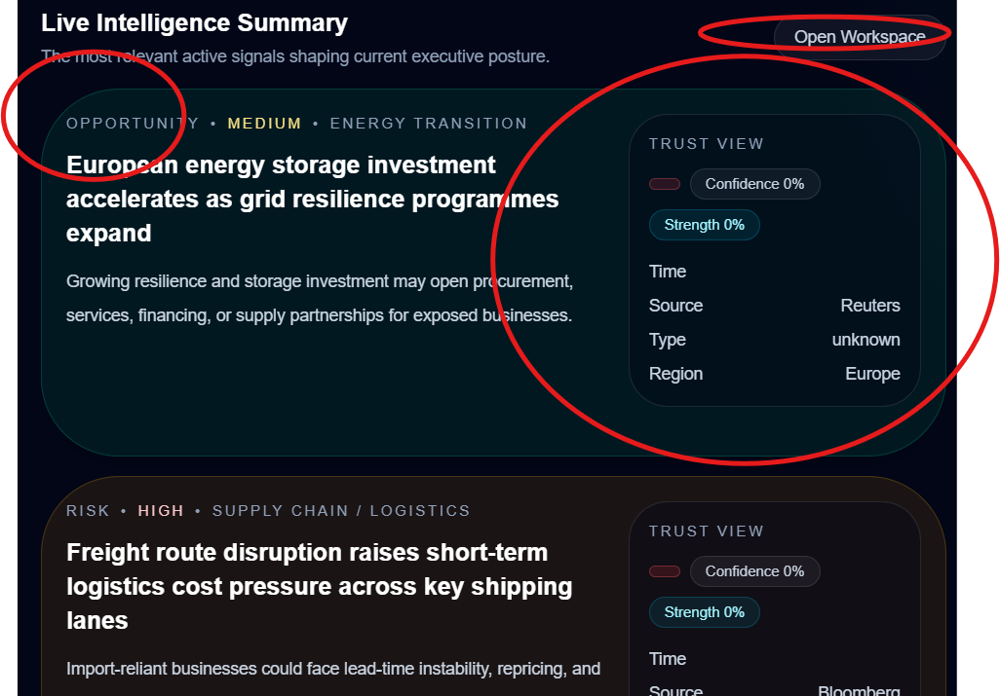 Live Intelligence Summary
Open Workspace
The most relevant active signals shaping current executive posture.
OPPORTUNITY • MEDIUM • ENERGY TRANSITION
European energy storage investment
accelerates as grid resilience programmes
expand
Growing resilience and storage investment may open procurement,
services, financing, or supply partnerships for exposed businesses.
TRUST VIEW
Confidence 0%
Strength 0%
Time
Source Reuters
Type unknown
Region Europe
RISK • HIGH • SUPPLY CHAIN / LOGISTICS
Freight route disruption raises short-term
logistics cost pressure across key shipping
lanes
Import-reliant businesses could face lead-time instability, repricing, and
TRUST VIEW
Confidence 0%
Strength 0%
Time
Source Bloomberg